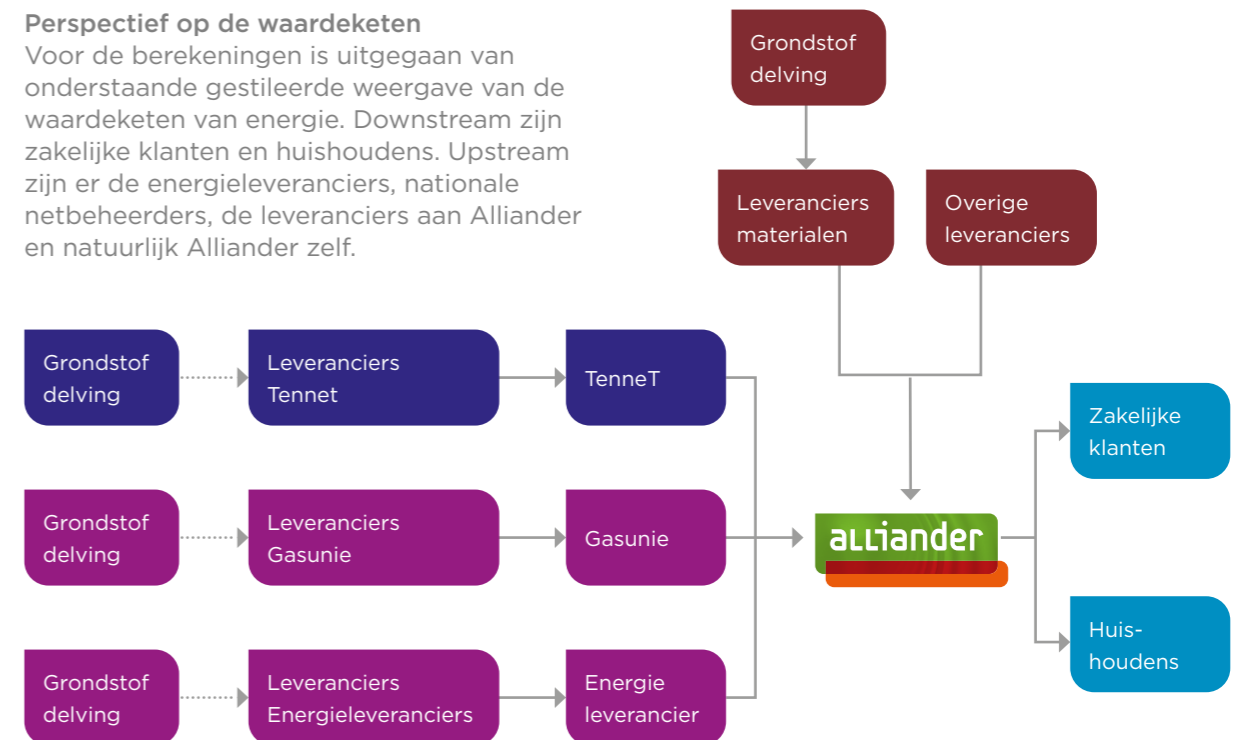 Perspectief op de waardeketen
Voor de berekeningen is uitgegaan van
onderstaande gestileerde weergave van de
waardeketen van energie. Downstream zijn
zakelijke klanten en huishoudens. Upstream
zijn er de energieleveranciers, nationale
netbeheerders, de leveranciers aan Alliander
en natuurlijk Alliander zelf.
Grondstof
delving
Leveranciers
materialen
Overige
leveranciers
Grondstof
delving
Leveranciers
Tennet
TenneT
Grondstof
delving
Leveranciers
Gasunie
Gasunie
Grondstof
delving
Leveranciers
Energieleveranciers
Energie
leverancier
alliander
Zakelijke
klanten
Huis-
houdens